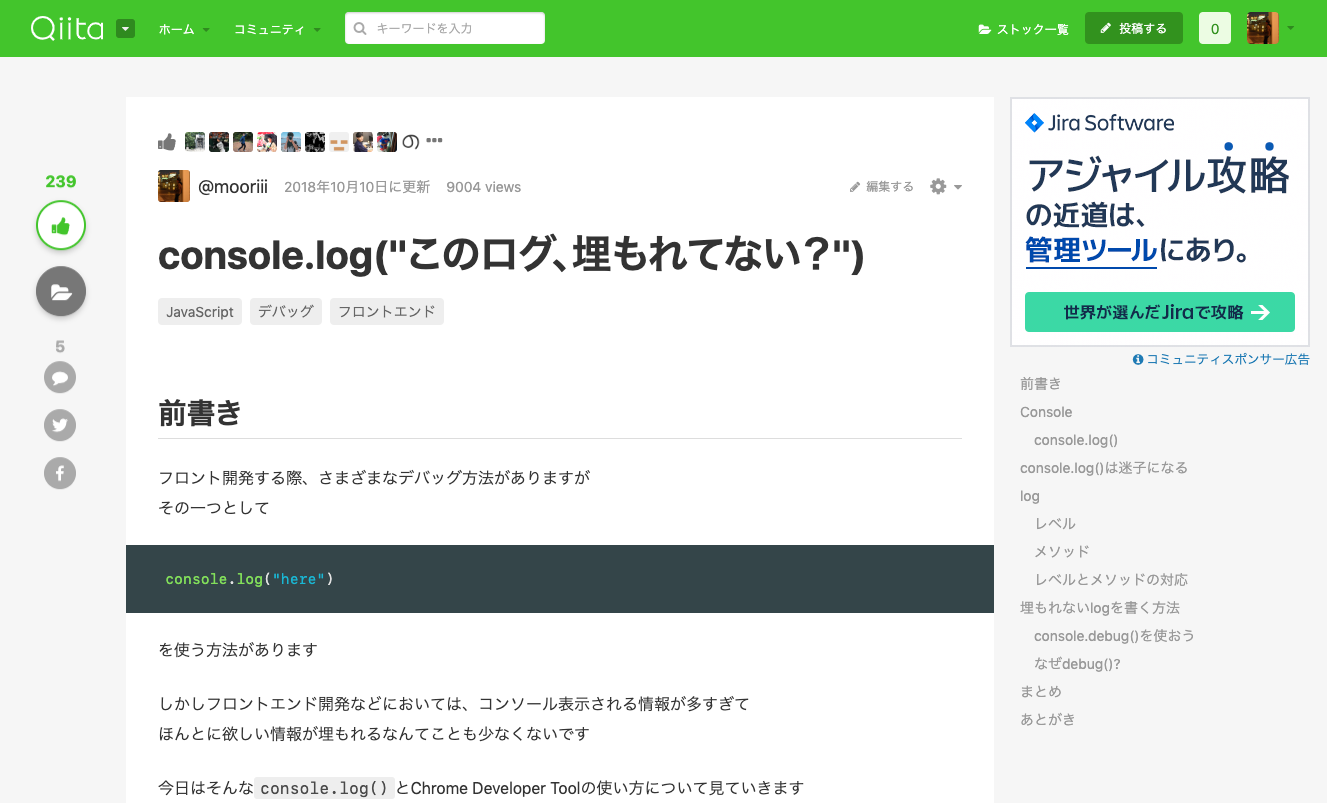 Qiita
ホーム
コミュニティ
キーワードを入力
ストック一覧
投稿する
0
の
@mooriii
2018年10月10日に更新
9004 views
編集する
console.log("このログ、埋もれてない？")
JavaScript
デバッグ
フロントエンド
239
5
前書き
フロント開発する際、さまざまなデバッグ方法がありますが
その一つとして
console.log("here")
を使う方法があります
しかしフロントエンド開発などにおいては、コンソール表示される情報が多すぎて
ほんとに欲しい情報が埋もれるなんてことも少なくないです
今日はそんなconsole.log()とChrome Developer Toolの使い方について見ていきます
Jira Software
アジャイル攻略
の近道は、
管理ツールにあり。
世界が選んだJiraで攻略 →
コミュニティスポンサー広告
前書き
Console
console.log()
console.log()は迷子になる
log
レベル
メソッド
レベルとメソッドの対応
埋もれないlogを書く方法
console.debug()を使おう
なぜdebug()?
まとめ
あとがき